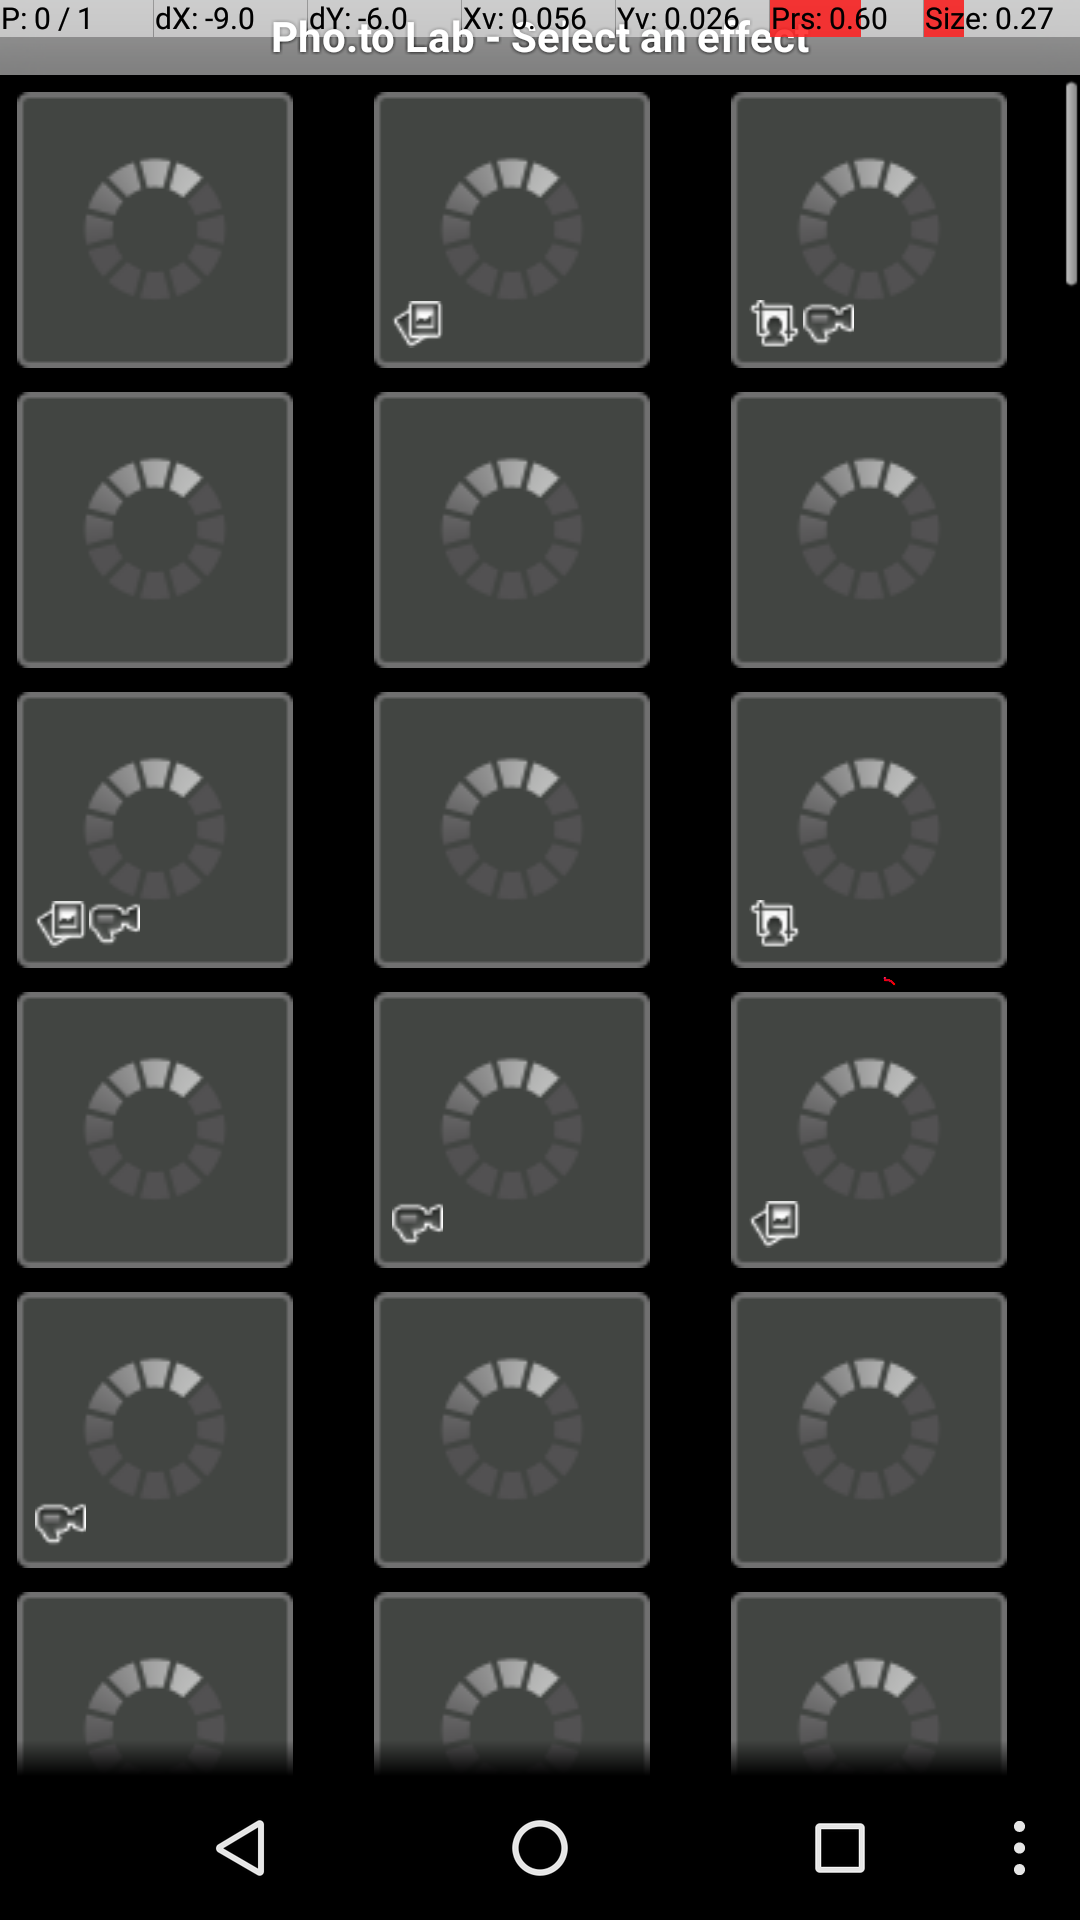 P: 0 / 1 dX: -9.0 dY: -6.0 Xv: 0.056 Yv: 0.026 Prs: 0.60 Size: 0.27
Pho.to Lab - Select an effect